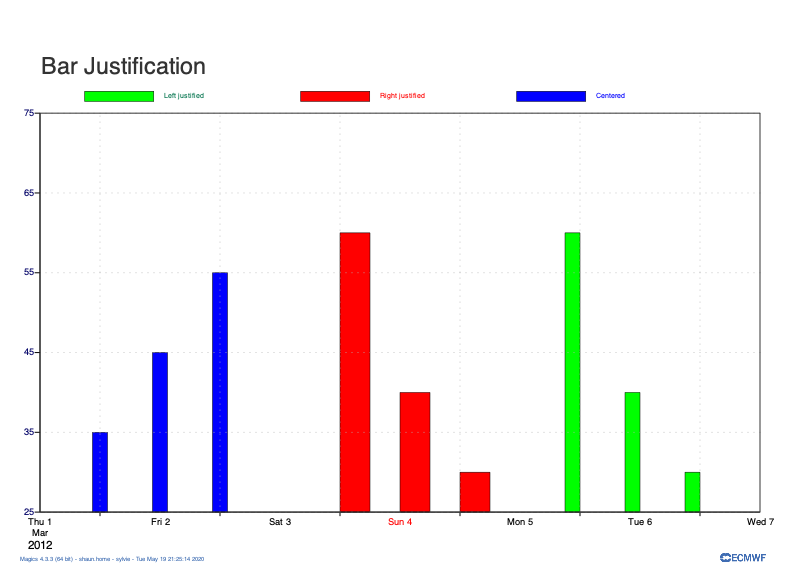 Bar Justification
Left justified Right justified Centered
75
65
55
45
35
25
Thu 1 Fri 2 Sat 3 Sun 4 Mon 5 Tue 6 Wed 7
Mar
2012
Magics 4.3.3 (64 bit) - shaun.home - sylvie - Tue May 19 21:25:14 2020
ECMWF